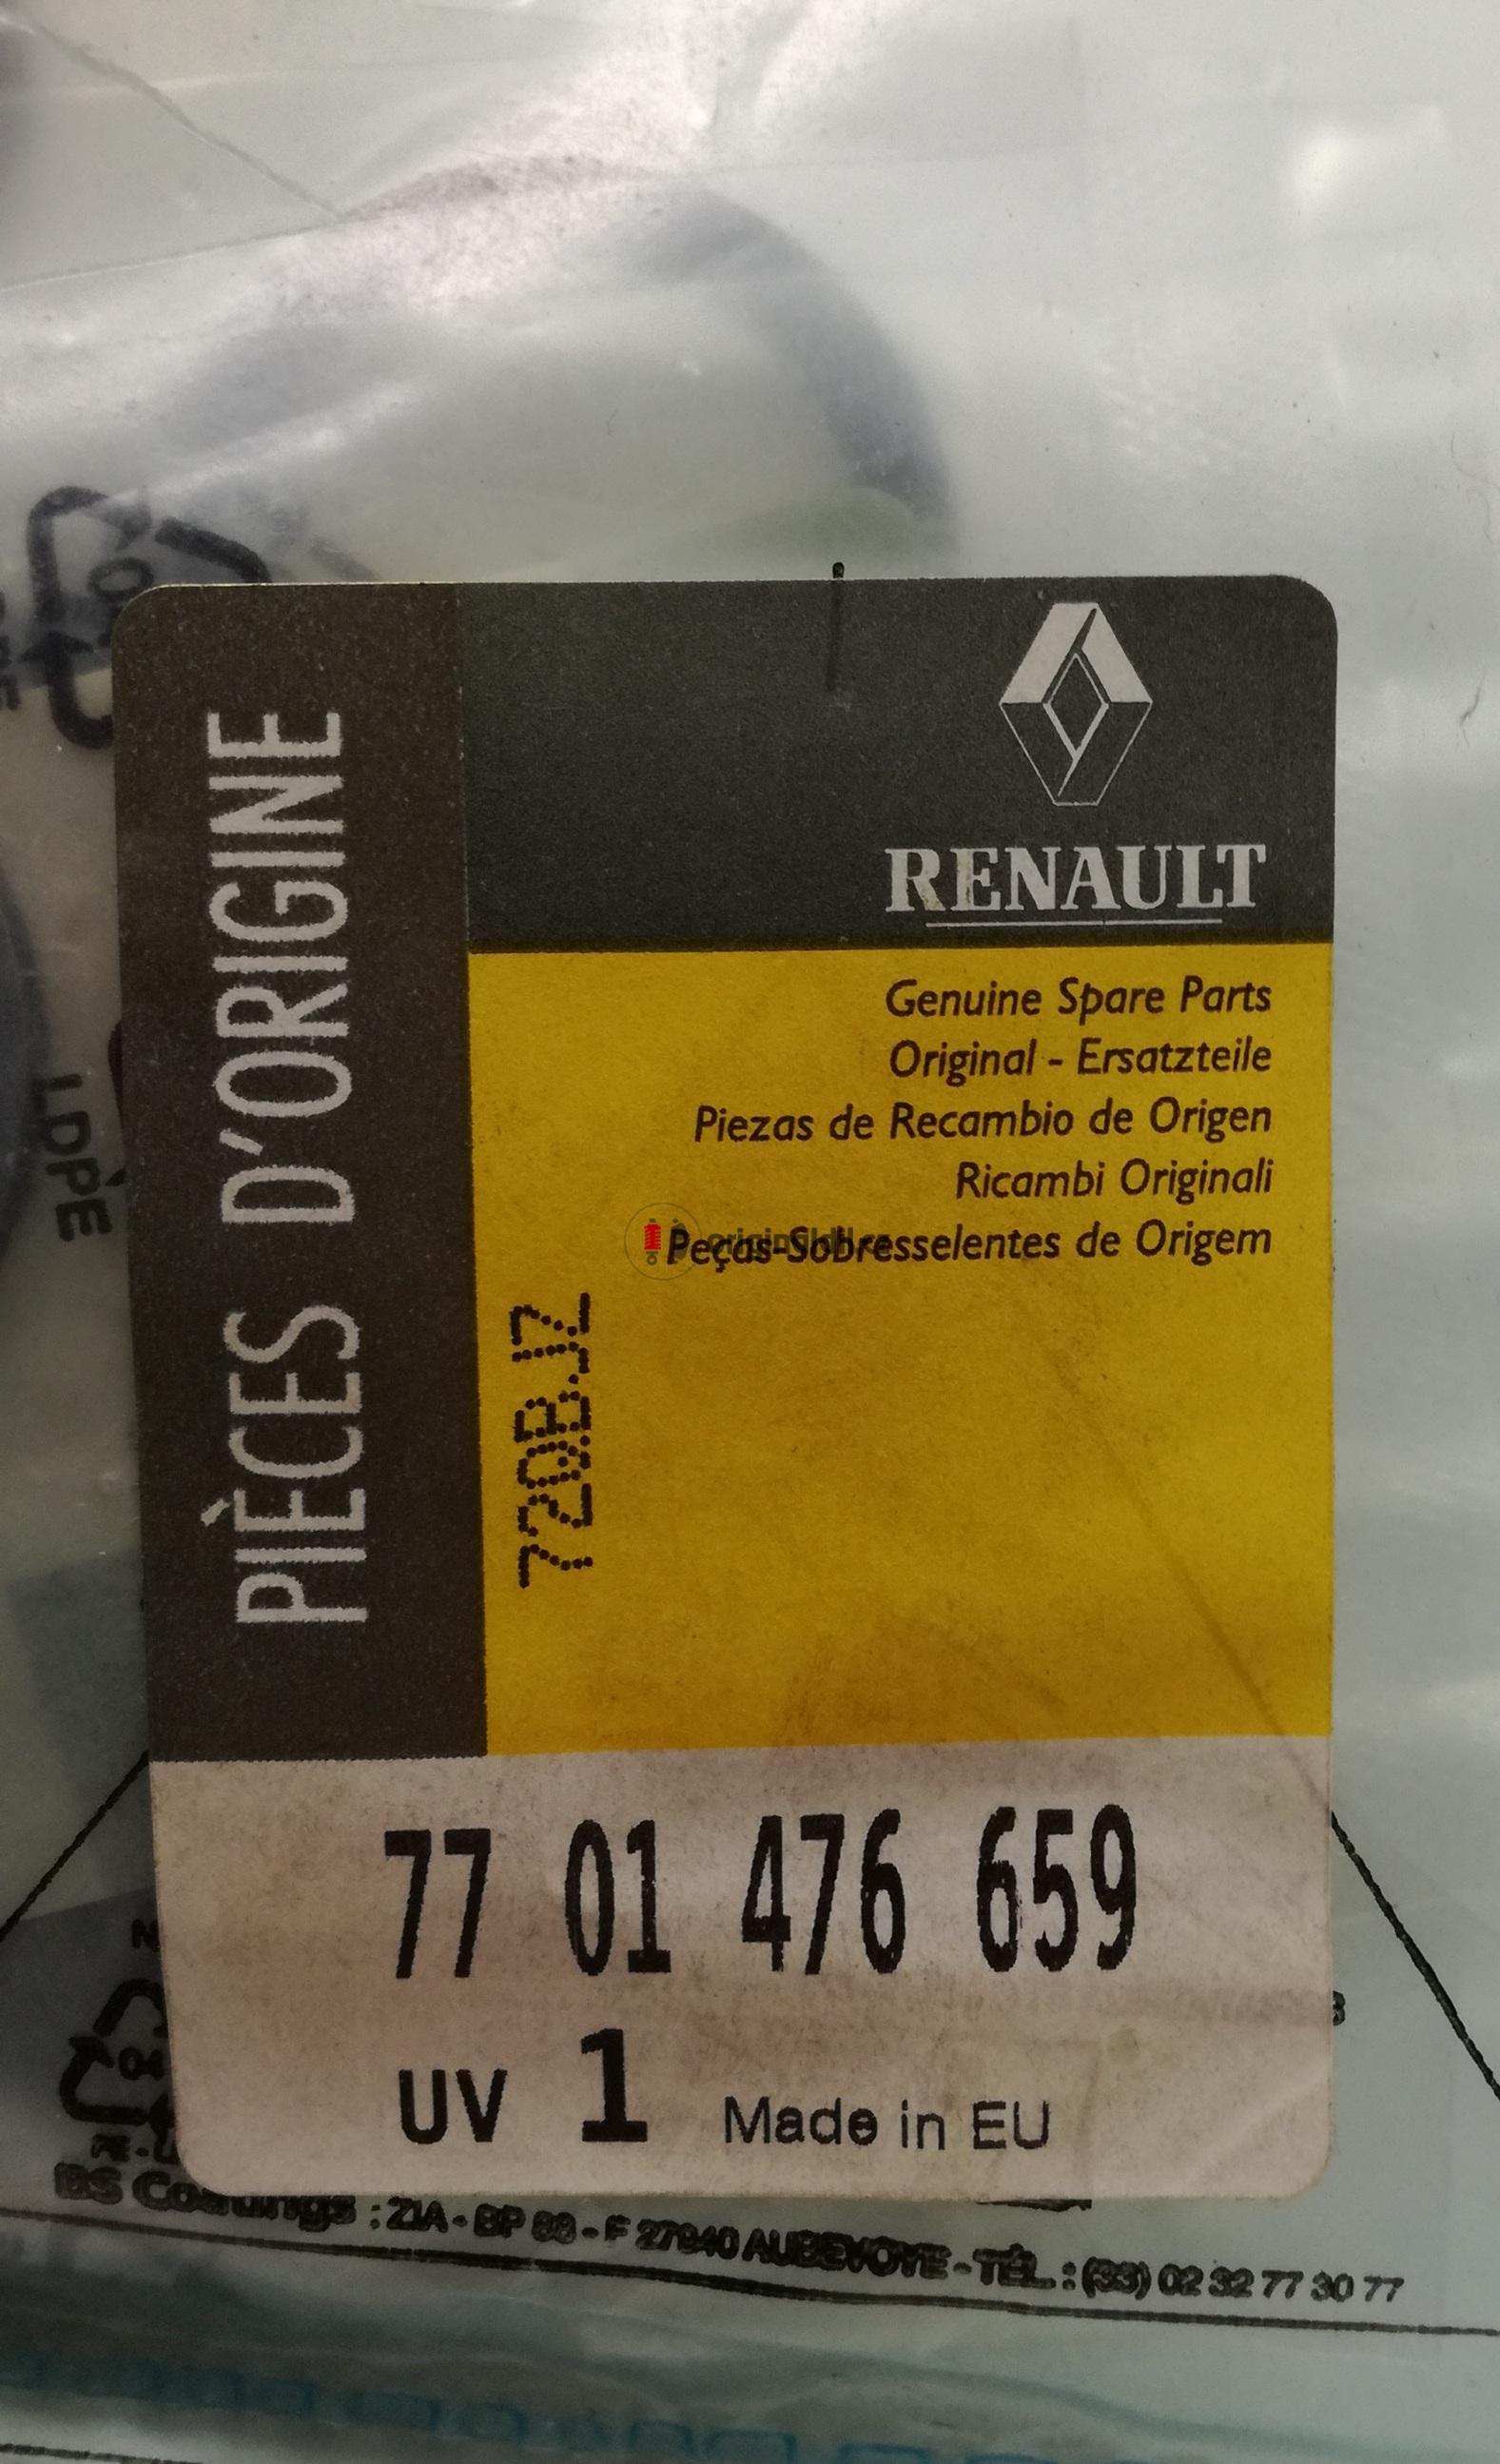 PIÈCES D'ORIGINE
RENAULT
Genuine Spare Parts
Original - Ersatzteile
Piezas de Recambio de Origen
Ricambi Originali
Peças-Sobresselentes de Origem
77 01 476 659
UV 1 Made in EU
LDPE
BS Coatings : ZIA - BP 88 - F 27940 AUBEVOYE - TÉL. : (33) 02 32 77 30 77